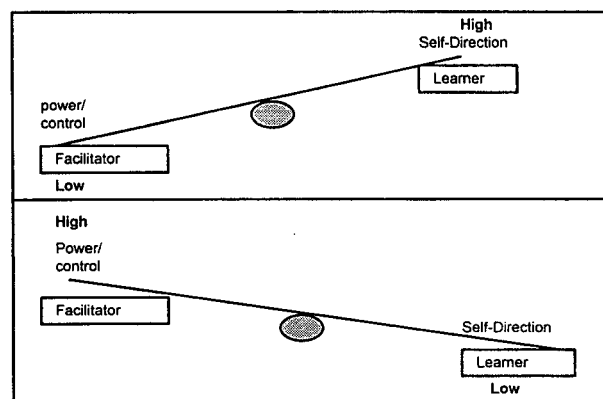 High
Self-Direction
Learner
power/
control
Facilitator
Low
High
Power/
control
Facilitator
Self-Direction
Learner
Low